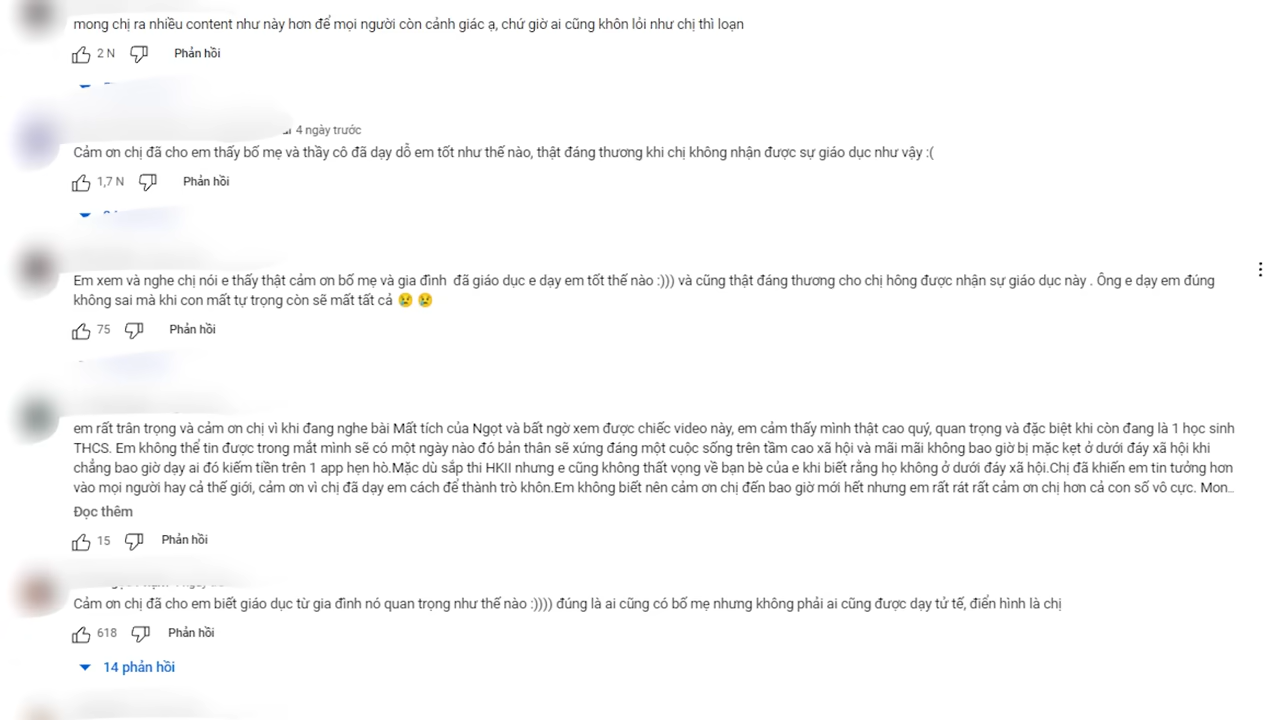 mong chị ra nhiều content như này hơn để mọi người còn cảnh giác ạ, chứ giờ ai cũng khôn lỏi như chị thì loạn
2 N Phản hồi
4 ngày trước
Cảm ơn chị đã cho em thấy bố mẹ và thầy cô đã dạy dỗ em tốt như thế nào, thật đáng thương khi chị không nhận được sự giáo dục như vậy :(
1,7 N Phản hồi
Em xem và nghe chị nói e thấy thật cảm ơn bố mẹ và gia đình đã giáo dục e dạy em tốt thế nào :))) và cũng thật đáng thương cho chị hông được nhận sự giáo dục này . Ông e dạy em đúng
không sai mà khi con mất tự trọng còn sẽ mất tất cả 😢 😢
75 Phản hồi
em rất trân trọng và cảm ơn chị vì khi đang nghe bài Mất tích của Ngọt và bất ngờ xem được chiếc video này, em cảm thấy mình thật cao quý, quan trọng và đặc biệt khi còn đang là 1 học sinh
THCS. Em không thể tin được trong mắt mình sẽ có một ngày nào đó bản thân sẽ xứng đáng một cuộc sống trên tầm cao xã hội và mãi mãi không bao giờ bị mắc kẹt ở dưới đáy xã hội khi
chẳng bao giờ dạy ai đó kiếm tiền trên 1 app hẹn hò.Mặc dù sắp thi HKII nhưng e cũng không thất vọng về bạn bè của e khi biết rằng họ không ở dưới đáy xã hội.Chị đã khiến em tin tưởng hơn
vào mọi người hay cả thế giới, cảm ơn vì chị đã dạy em cách để thành trò khôn.Em không biết nên cảm ơn chị đến bao giờ mới hết nhưng em rất rát rất cảm ơn chị hơn cả con số vô cực. Mon...
Đọc thêm
15 Phản hồi
Cảm ơn chị đã cho em biết giáo dục từ gia đình nó quan trọng như thế nào :)))) đúng là ai cũng có bố mẹ nhưng không phải ai cũng được dạy tử tế, điển hình là chị
618 Phản hồi
14 phản hồi